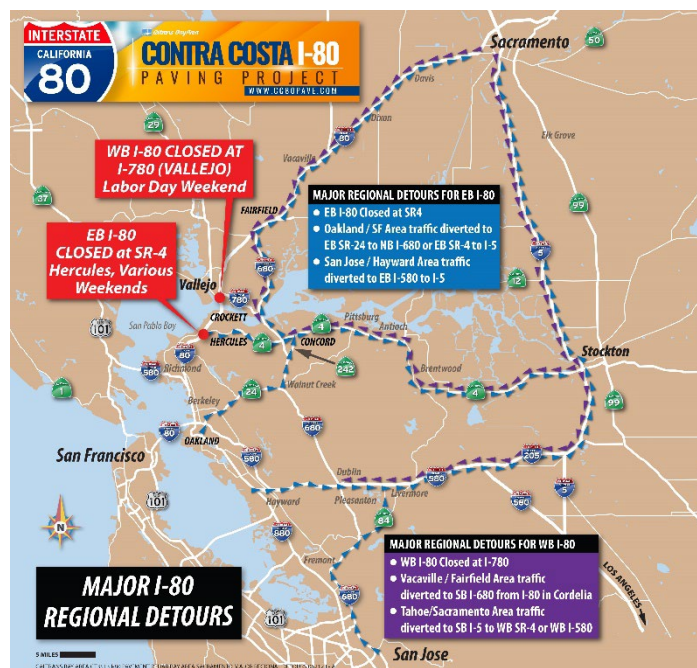 INTERSTATE
CALIFORNIA
80
CONTRA COSTA I-80
PAVING PROJECT
Sacramento
50
Davis
Dixon
Elk Grove
29
80
Vacaville
37
WB I-80 CLOSED AT
I-780 (VALLEJO)
Labor Day Weekend
99
MAJOR REGIONAL DETOURS FOR EB I-80
EB I-80 Closed at SR4
Oakland / SF Area traffic diverted to
EB SR-24 to NB I-680 or EB SR-4 to I-5
San Jose / Hayward Area traffic
diverted to EB I-580 to I-5
FAIRFIELD
EB I-80
CLOSED at SR-4
Hercules, Various
Weekends
680
5
12
Vallejo
780
CROCKETT
101
San Pablo Bay
HERCULES
4
CONCORD
4
Pittsburg
Antioch
80
Richmond
580
242
Stockton
Brentwood
4
1
Walnut Creek
24
Berkeley
99
80
OAKLAND
680
San Francisco
580
205
Dublin
580
101
Hayward
Pleasanton
Livermore
580
5
84
880
N
Fremont
MAJOR REGIONAL DETOURS FOR WB I-80
WB I-80 Closed at I-780
Vacaville / Fairfield Area traffic
diverted to SB I-680 from I-80 in Cordelia
Tahoe/Sacramento Area traffic
diverted to SB I-5 to WB SR-4 or WB I-580
LOS ANGELES
MAJOR I-80
REGIONAL DETOURS
680
101
San Jose
5 MILES